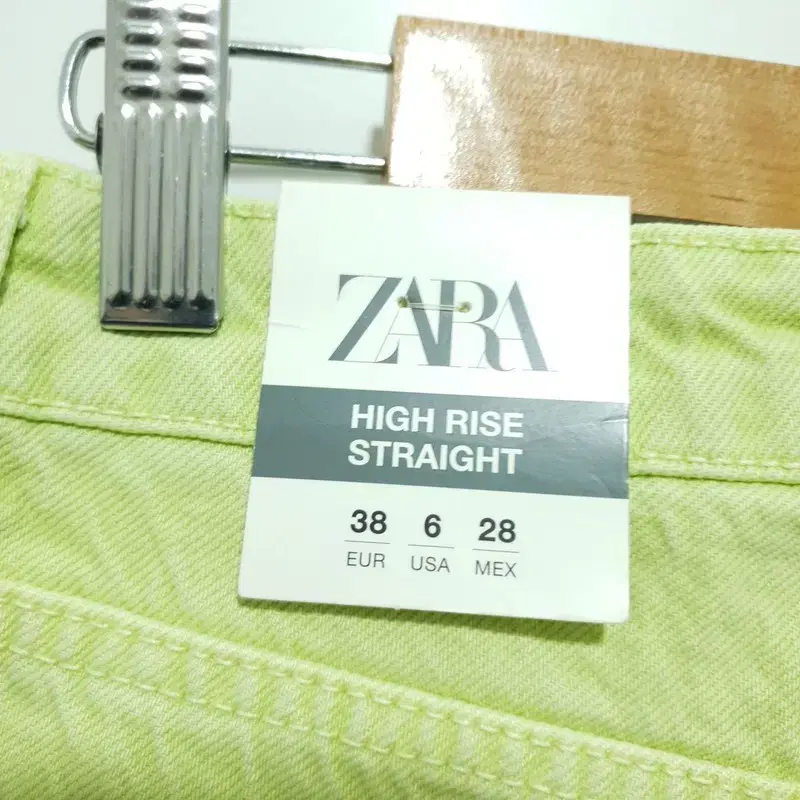 ZARA
HIGH RISE
STRAIGHT
38 6 28
EUR USA MEX